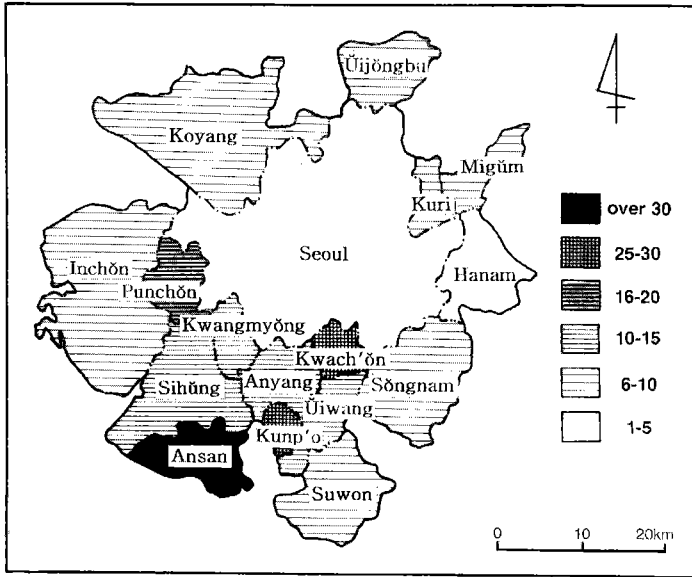 Ŭijŏngbu
Koyang
Migŭm
Kuri
Seoul
Hanam
Inchŏn
Punchŏn
Kwangmyŏng
Kwach'ŏn
Anyang
Sŏngnam
Sihŭng
Ŭiwang
Kunp'o
Ansan
Suwon
over 30
25-30
16-20
10-15
6-10
1-5
0 10 20km